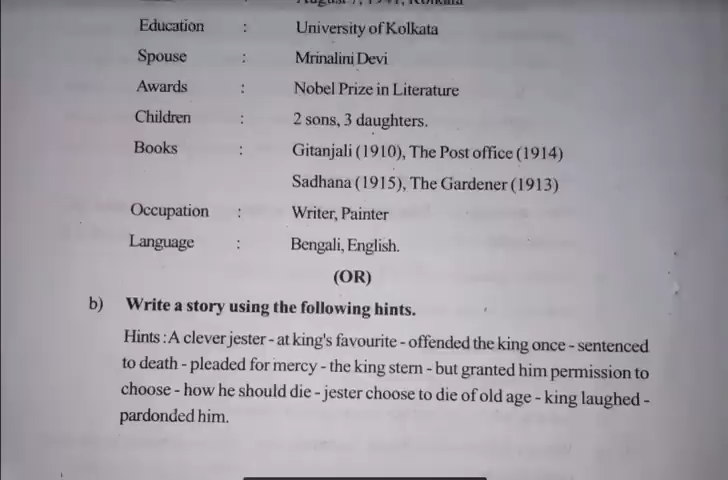 August 7, 1941, Kolkata
Education : University of Kolkata
Spouse : Mrinalini Devi
Awards : Nobel Prize in Literature
Children : 2 sons, 3 daughters.
Books : Gitanjali (1910), The Post office (1914)
Sadhana (1915), The Gardener (1913)
Occupation : Writer, Painter
Language : Bengali, English.
(OR)
b) Write a story using the following hints.
Hints : A clever jester - at king's favourite - offended the king once - sentenced
to death - pleaded for mercy - the king stern - but granted him permission to
choose - how he should die - jester choose to die of old age - king laughed -
pardonded him.